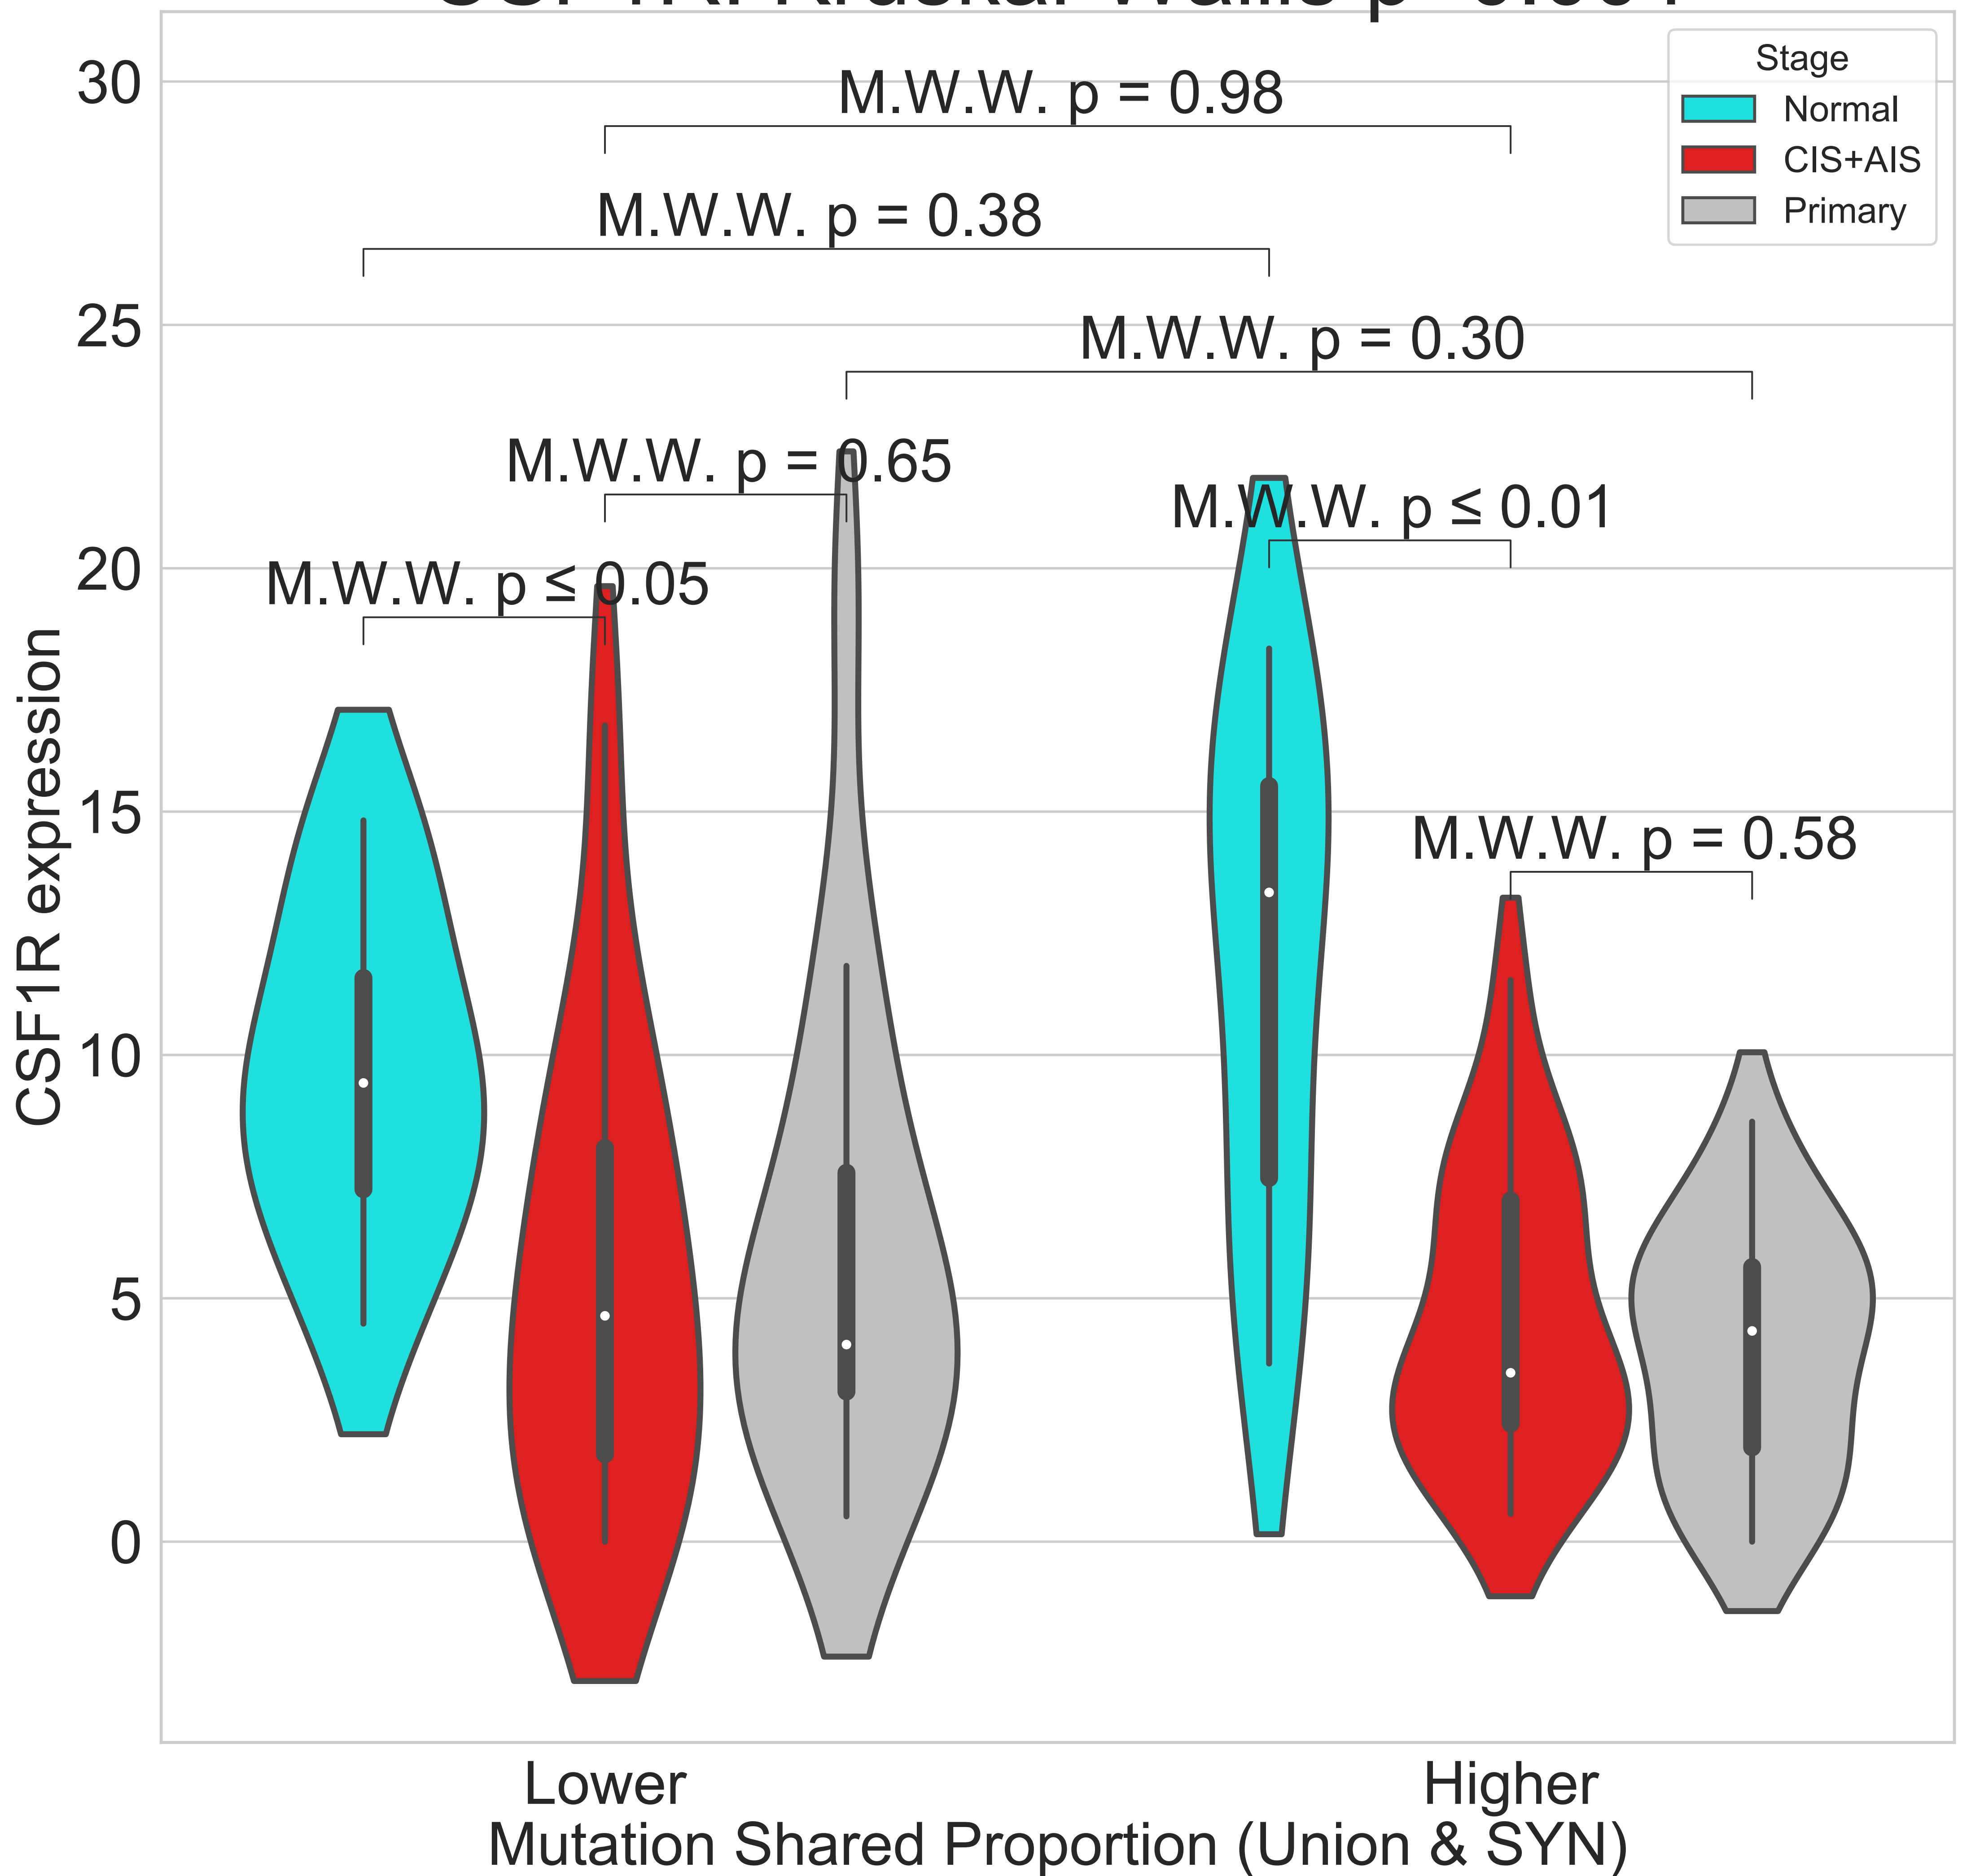 30
25
20
15
10
5
0
CSF1R expression
Stage
Normal
CIS+AIS
Primary
M.W.W. p = 0.98
M.W.W. p = 0.38
M.W.W. p = 0.30
M.W.W. p = 0.65
M.W.W. p ≤ 0.01
M.W.W. p ≤ 0.05
M.W.W. p = 0.58
Lower
Higher
Mutation Shared Proportion (Union & SYN)